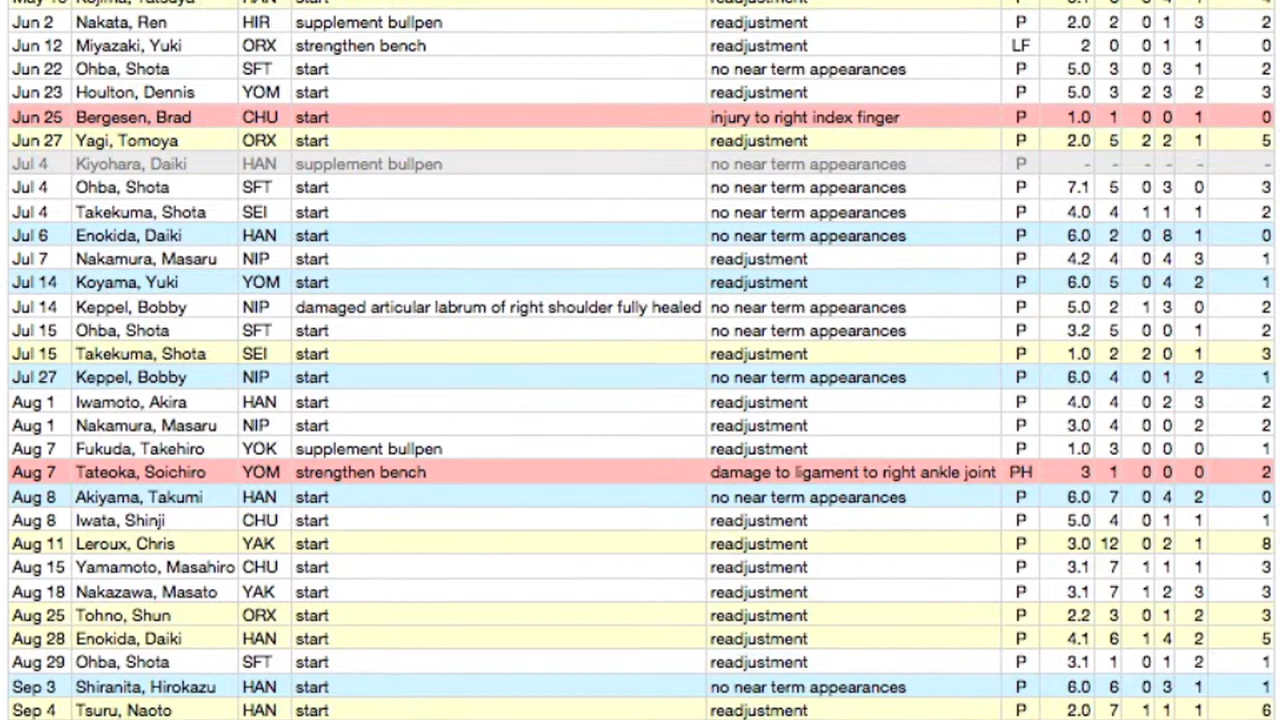 Jun 2 Nakata, Ren HIR supplement bullpen readjustment P 2.0 2 0 1 3 2
Jun 12 Miyazaki, Yuki ORX strengthen bench readjustment LF 2 0 0 1 1 0
Jun 22 Ohba, Shota SFT start no near term appearances P 5.0 3 0 3 1 2
Jun 23 Houlton, Dennis YOM start readjustment P 5.0 3 2 3 2 3
Jun 25 Bergesen, Brad CHU start injury to right index finger P 1.0 1 0 0 1 0
Jun 27 Yagi, Tomoya ORX start readjustment P 2.0 5 2 2 1 5
Jul 4 Kiyohara, Daiki HAN supplement bullpen no near term appearances P - - - - - -
Jul 4 Ohba, Shota SFT start no near term appearances P 7.1 5 0 3 0 3
Jul 4 Takekuma, Shota SEI start no near term appearances P 4.0 4 1 1 1 2
Jul 6 Enokida, Daiki HAN start no near term appearances P 6.0 2 0 8 1 0
Jul 7 Nakamura, Masaru NIP start readjustment P 4.2 4 0 4 3 1
Jul 14 Koyama, Yuki YOM start readjustment P 6.0 5 0 4 2 1
Jul 14 Keppel, Bobby NIP damaged articular labrum of right shoulder fully healed no near term appearances P 5.0 2 1 3 0 2
Jul 15 Ohba, Shota SFT start no near term appearances P 3.2 5 0 0 1 2
Jul 15 Takekuma, Shota SEI start readjustment P 1.0 2 2 0 1 3
Jul 27 Keppel, Bobby NIP start no near term appearances P 6.0 4 0 1 2 1
Aug 1 Iwamoto, Akira HAN start readjustment P 4.0 4 0 2 3 2
Aug 1 Nakamura, Masaru NIP start readjustment P 3.0 4 0 0 2 2
Aug 7 Fukuda, Takehiro YOK supplement bullpen readjustment P 1.0 3 0 0 0 1
Aug 7 Tateoka, Soichiro YOM strengthen bench damage to ligament to right ankle joint PH 3 1 0 0 0 2
Aug 8 Akiyama, Takumi HAN start no near term appearances P 6.0 7 0 4 2 0
Aug 8 Iwata, Shinji CHU start readjustment P 5.0 4 0 1 1 1
Aug 11 Leroux, Chris YAK start readjustment P 3.0 12 0 2 1 8
Aug 15 Yamamoto, Masahiro CHU start readjustment P 3.1 7 1 1 1 3
Aug 18 Nakazawa, Masato YAK start readjustment P 3.1 7 1 2 3 3
Aug 25 Tohno, Shun ORX start readjustment P 2.2 3 0 1 2 3
Aug 28 Enokida, Daiki HAN start readjustment P 4.1 6 1 4 2 5
Aug 29 Ohba, Shota SFT start readjustment P 3.1 1 0 1 2 1
Sep 3 Shiranita, Hirokazu HAN start no near term appearances P 6.0 6 0 3 1 1
Sep 4 Tsuru, Naoto HAN start readjustment P 2.0 7 1 1 1 6